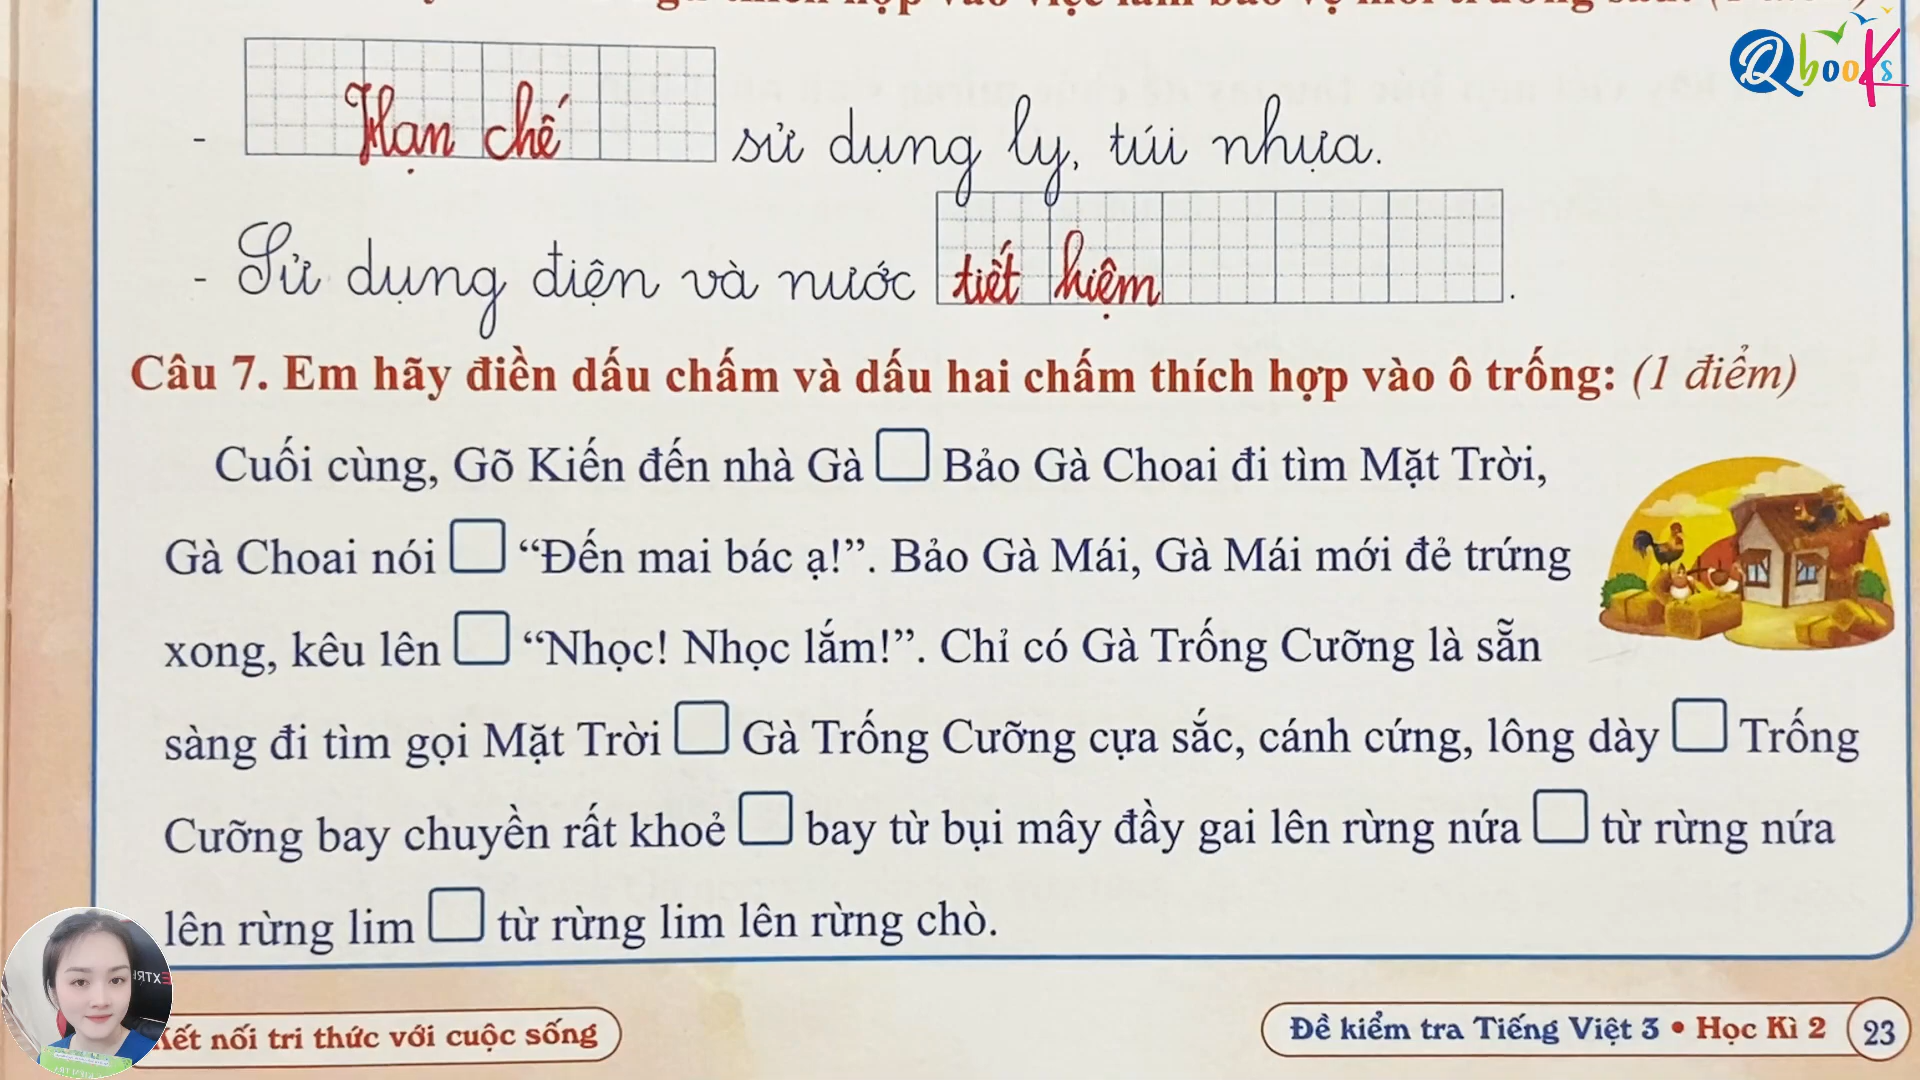 Qbooks
- Hạn chế sử dụng ly, túi nhựa.
- Sử dụng điện và nước tiết kiệm.
Câu 7. Em hãy điền dấu chấm và dấu hai chấm thích hợp vào ô trống: (1 điểm)
Cuối cùng, Gõ Kiến đến nhà Gà □ Bảo Gà Choai đi tìm Mặt Trời,
Gà Choai nói □ “Đến mai bác ạ!”. Bảo Gà Mái, Gà Mái mới đẻ trứng
xong, kêu lên □ “Nhọc! Nhọc lắm!”. Chỉ có Gà Trống Cưỡng là sẵn
sàng đi tìm gọi Mặt Trời □ Gà Trống Cưỡng cựa sắc, cánh cứng, lông dày □ Trống
Cưỡng bay chuyền rất khoẻ □ bay từ bụi mây đầy gai lên rừng nứa □ từ rừng nứa
lên rừng lim □ từ rừng lim lên rừng chò.
Kết nối tri thức với cuộc sống
Đề kiểm tra Tiếng Việt 3 • Học Kì 2 23